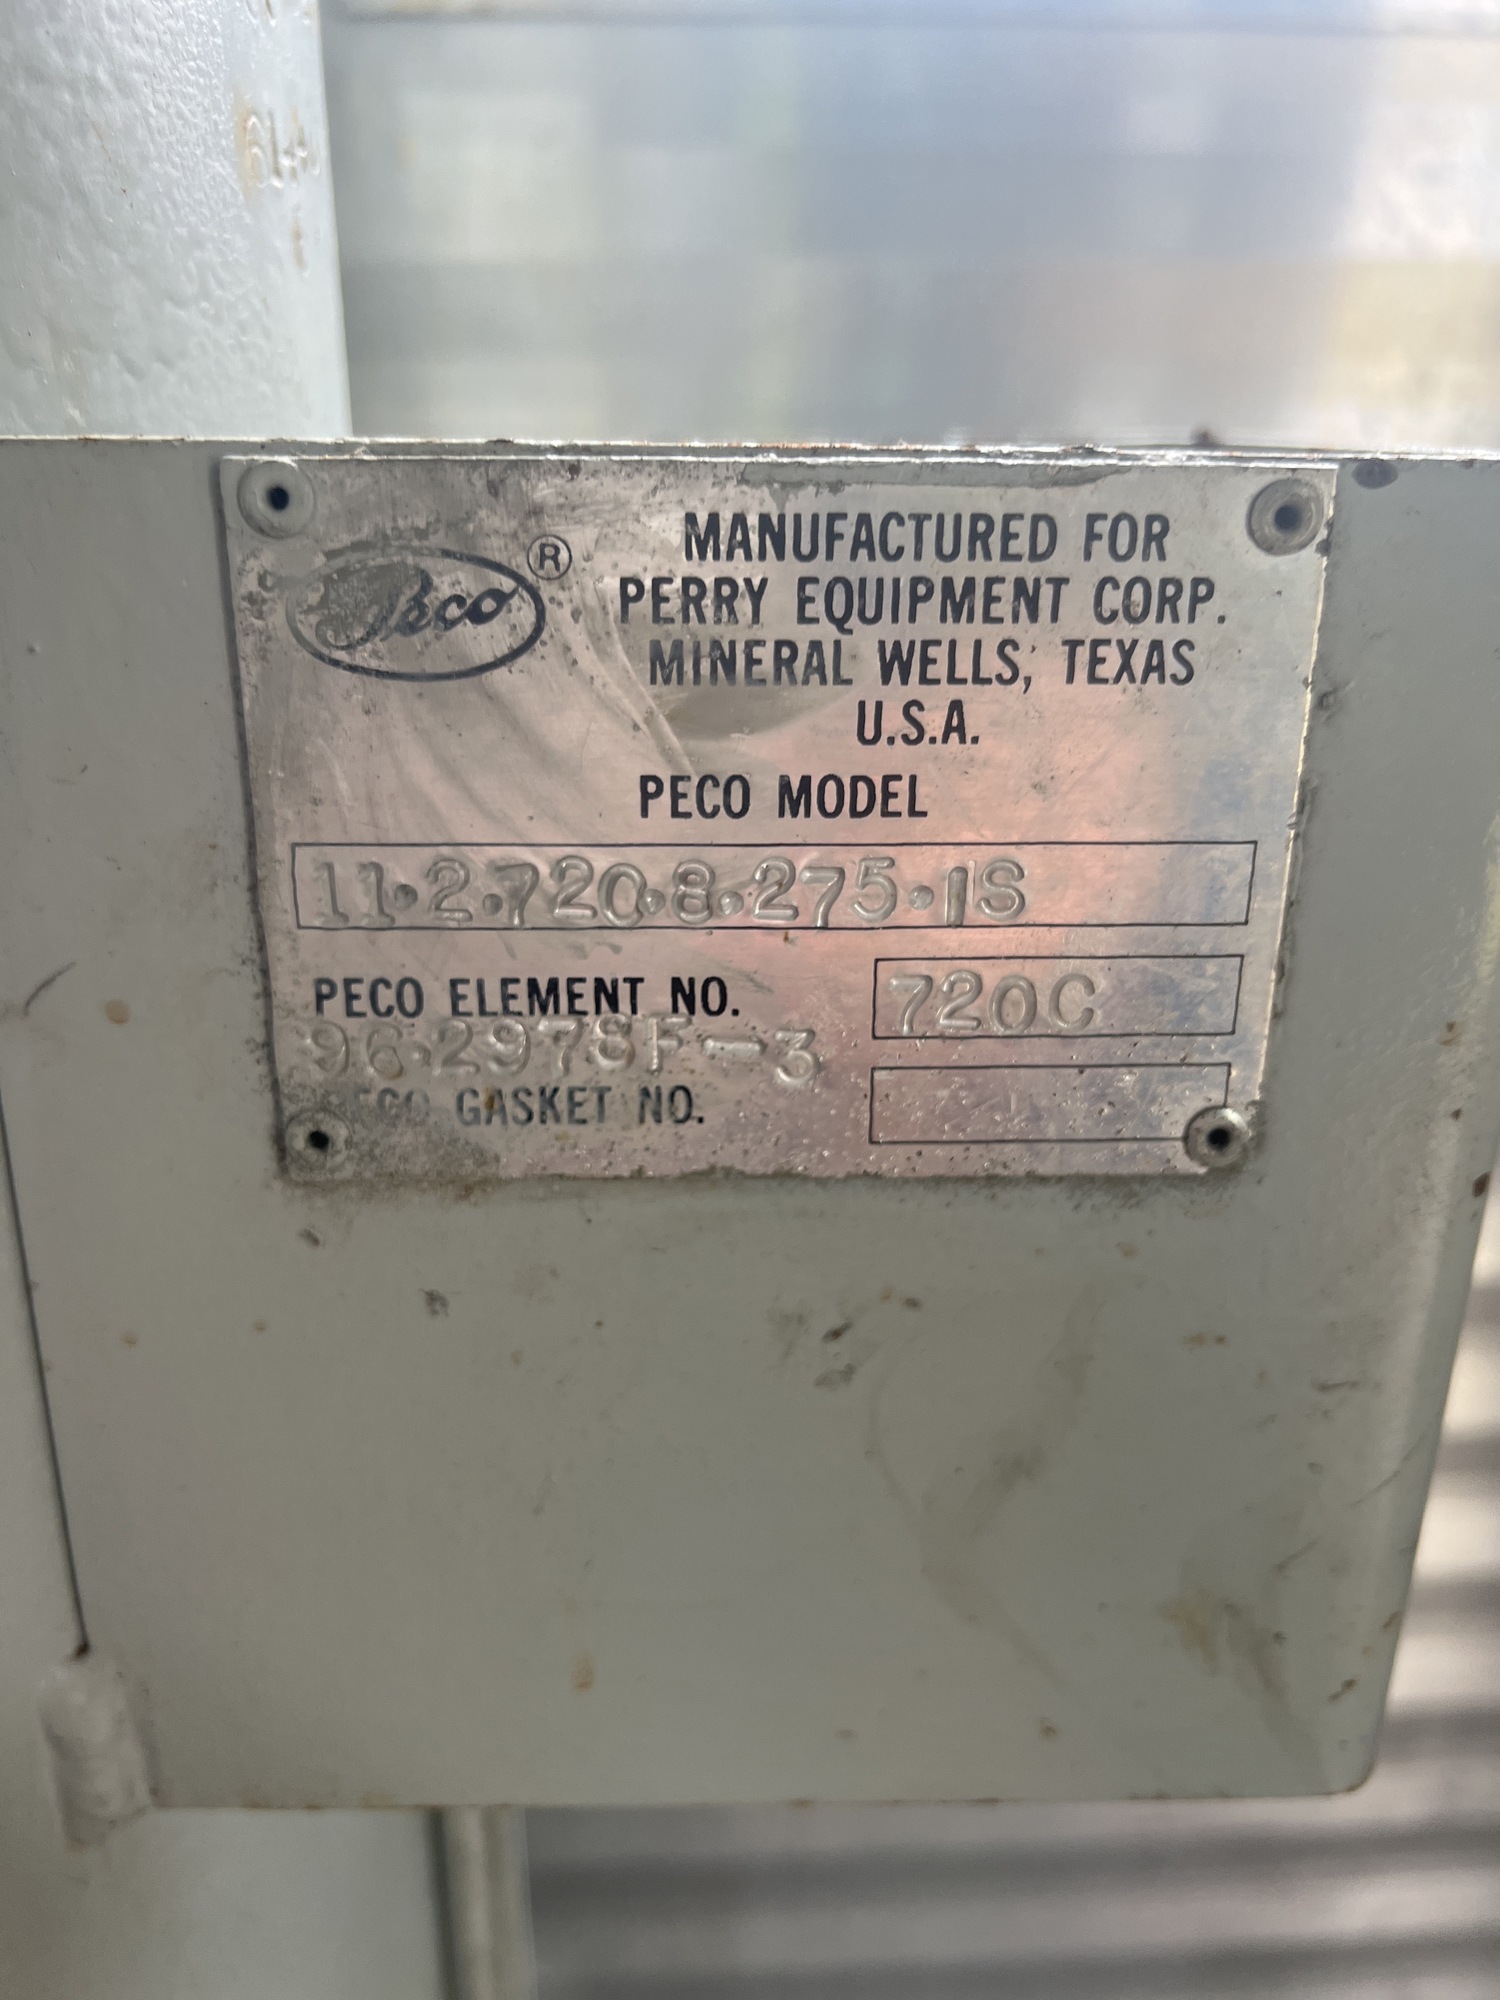 Peco ®
MANUFACTURED FOR
PERRY EQUIPMENT CORP.
MINERAL WELLS, TEXAS
U.S.A.
PECO MODEL
11.2.720.8.275.1S
PECO ELEMENT NO. 720C
96.2978F-3
PECO GASKET NO.